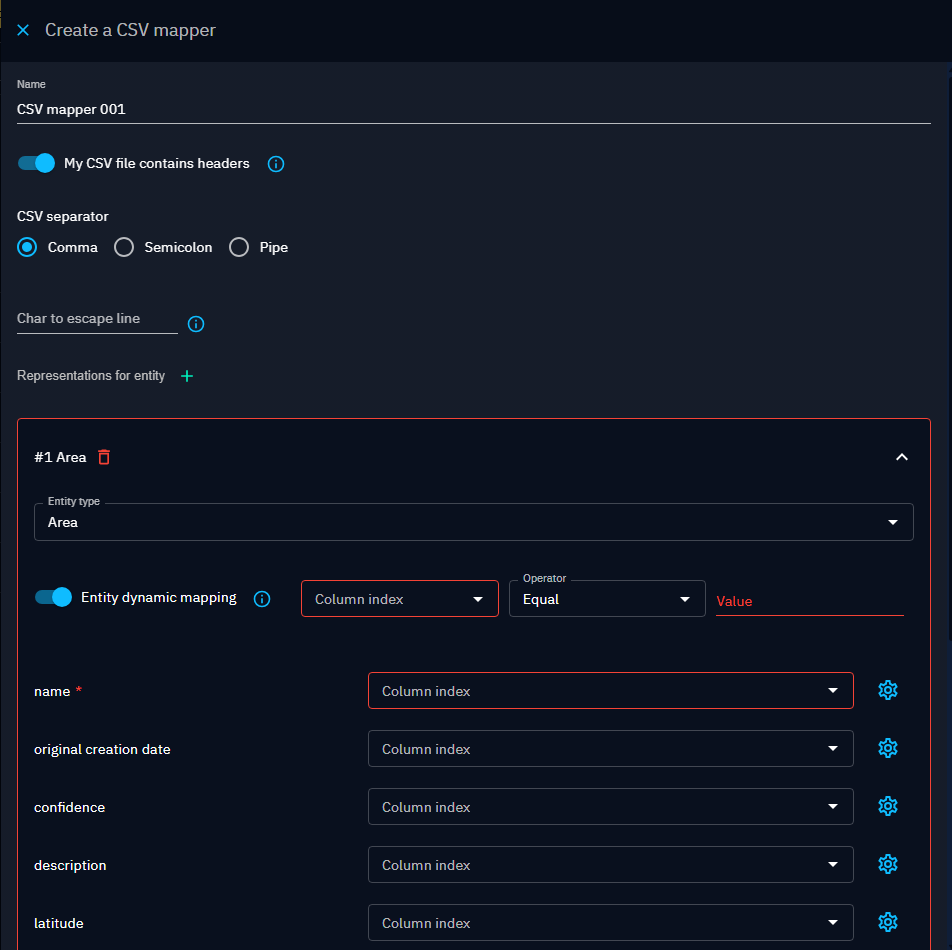 Create a CSV mapper
Name
CSV mapper 001
My CSV file contains headers
CSV separator
Comma Semicolon Pipe
Char to escape line
Representations for entity
#1 Area
Entity type
Area
Entity dynamic mapping Column index Operator Equal Value
name * Column index
original creation date Column index
confidence Column index
description Column index
latitude Column index